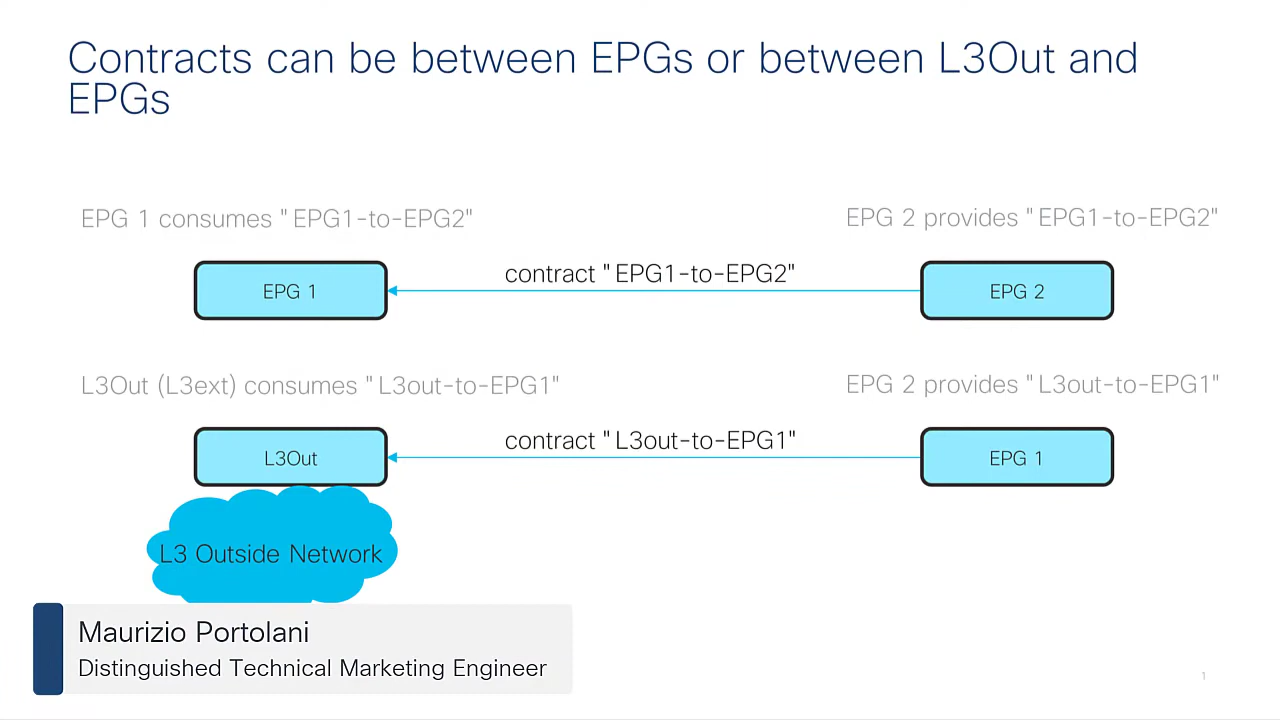 Contracts can be between EPGs or between L3Out and
EPGs
EPG 1 consumes "EPG1-to-EPG2"
EPG 2 provides "EPG1-to-EPG2"
contract "EPG1-to-EPG2"
EPG 1
EPG 2
L3Out (L3ext) consumes "L3out-to-EPG1"
EPG 2 provides "L3out-to-EPG1"
contract "L3out-to-EPG1"
L3Out
EPG 1
L3 Outside Network
Maurizio Portolani
Distinguished Technical Marketing Engineer
1